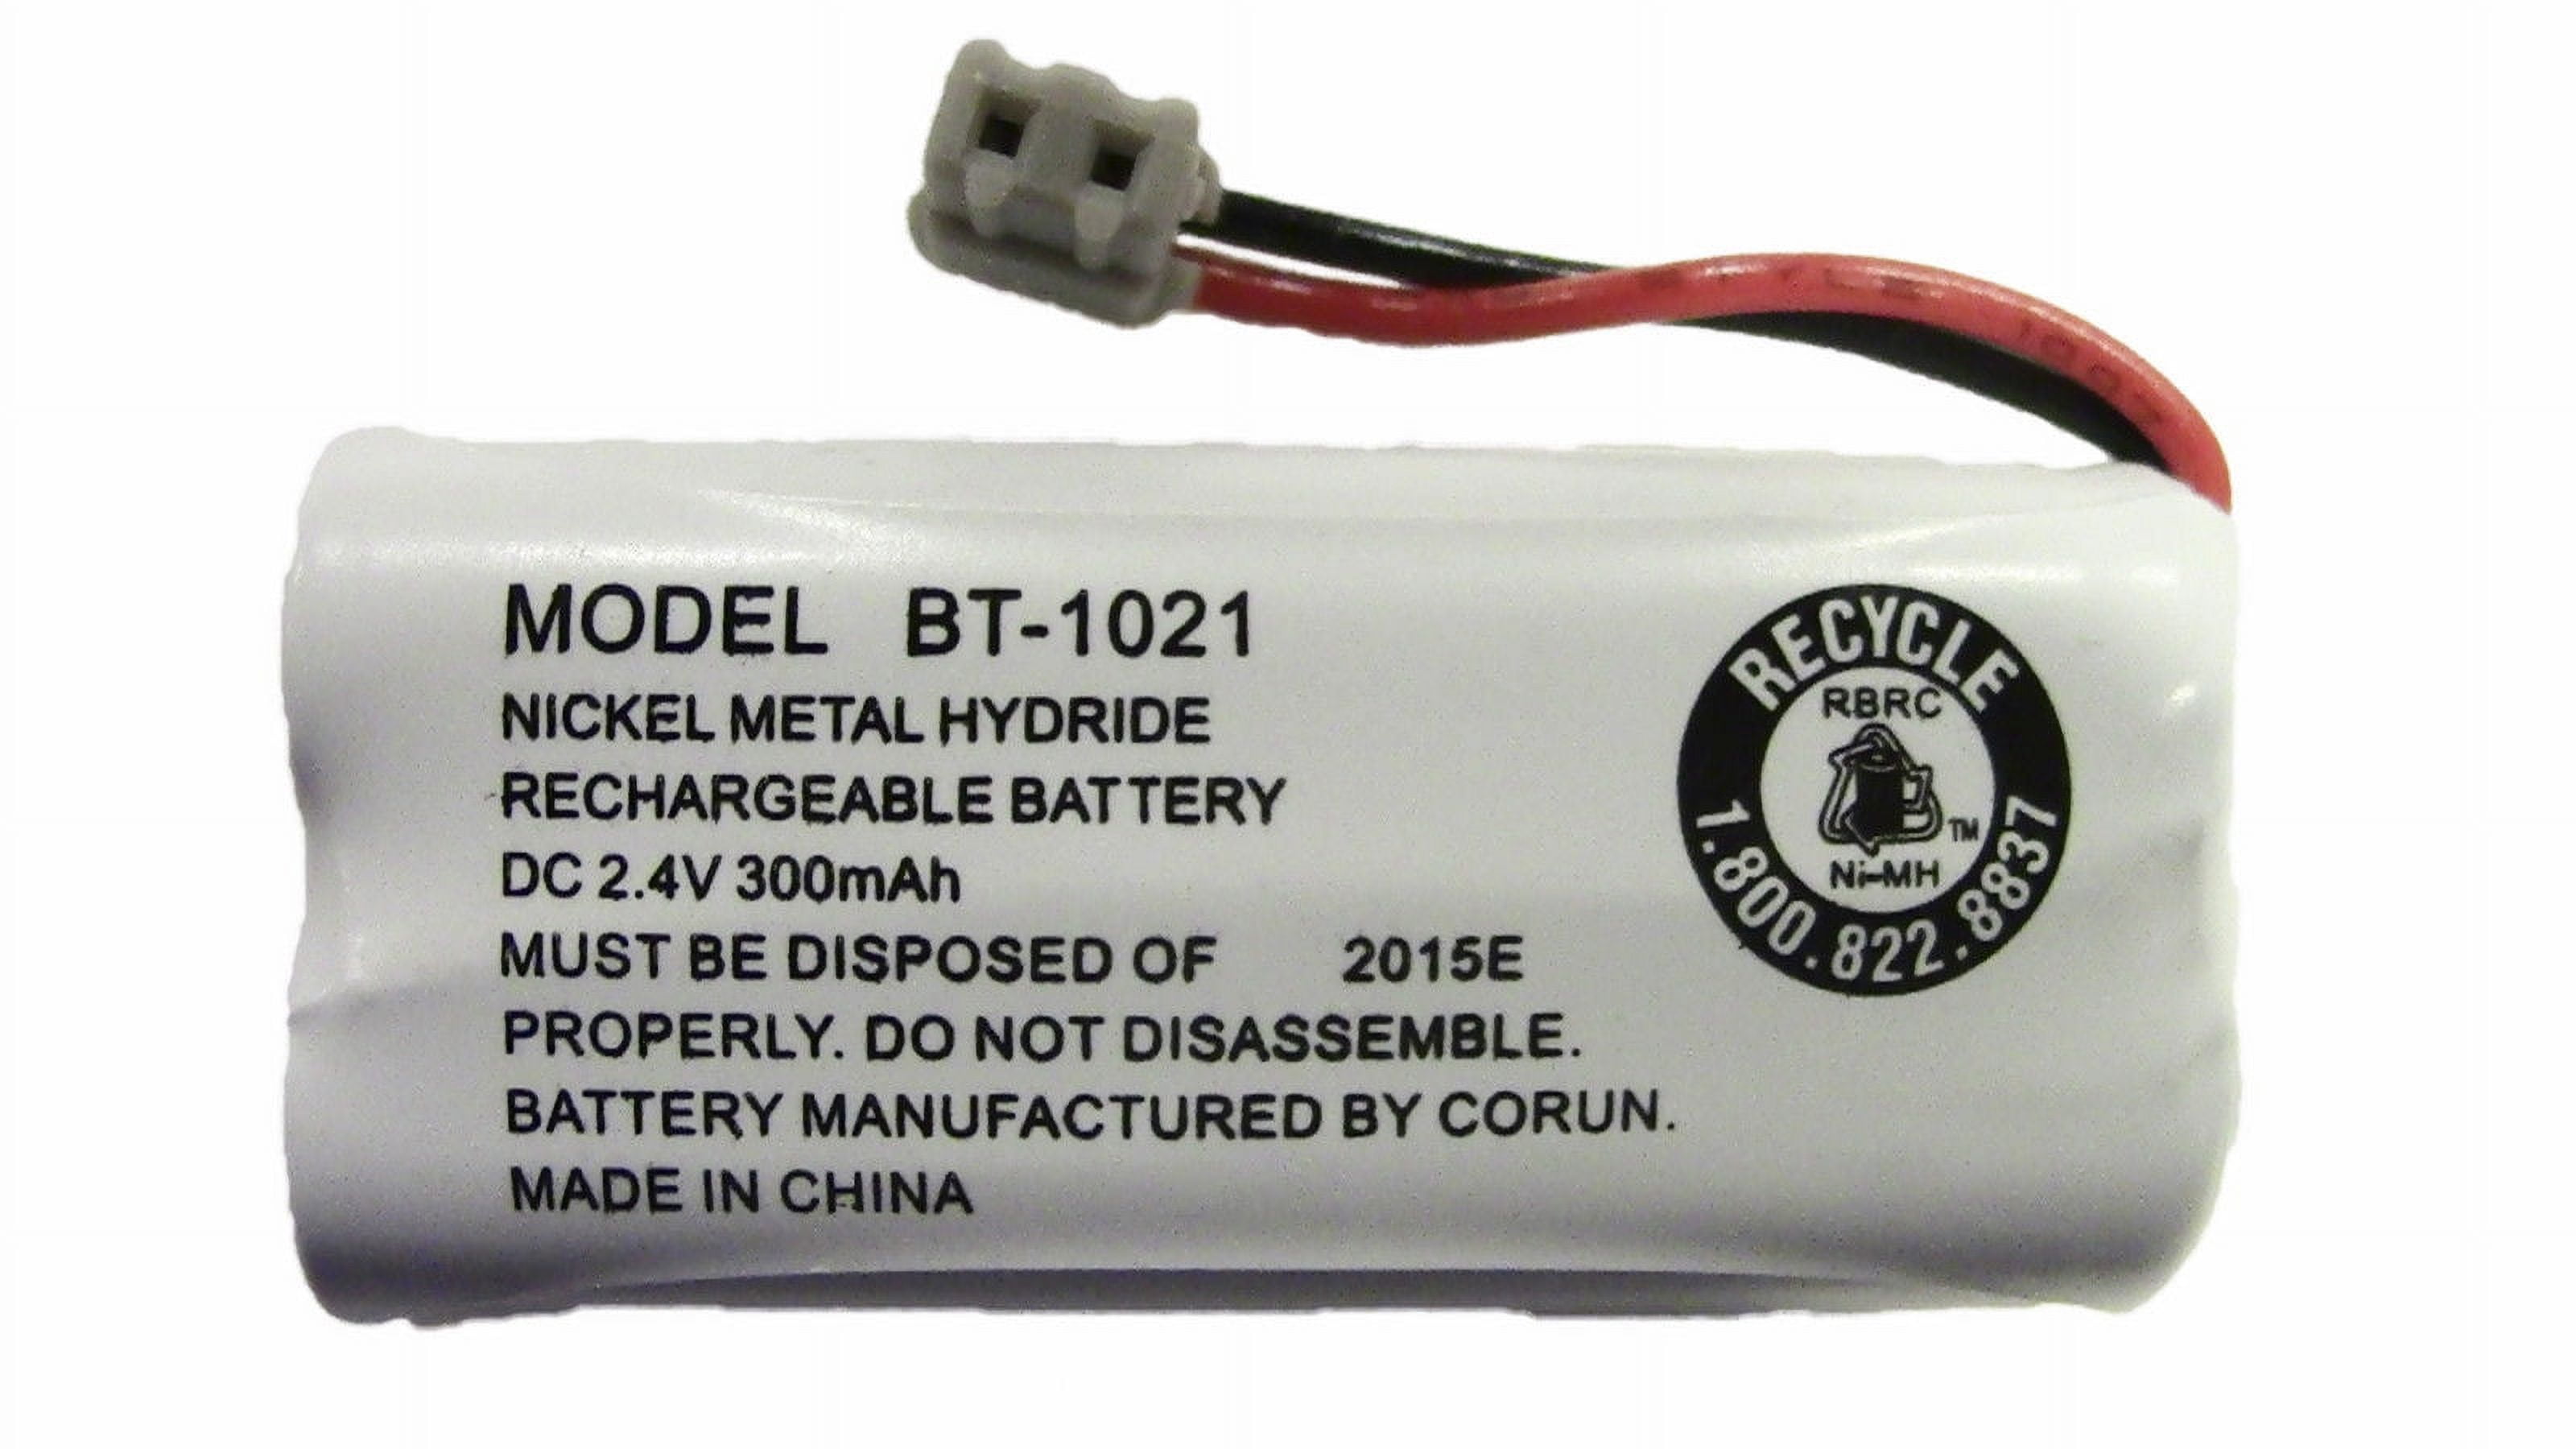 MODEL BT-1021
NICKEL METAL HYDRIDE
RECHARGEABLE BATTERY
DC 2.4V 300mAh
MUST BE DISPOSED OF 2015E
PROPERLY. DO NOT DISASSEMBLE.
BATTERY MANUFACTURED BY CORUN.
MADE IN CHINA
RECYCLE
RBRC
TM
Ni-MH
1.800.822.8837